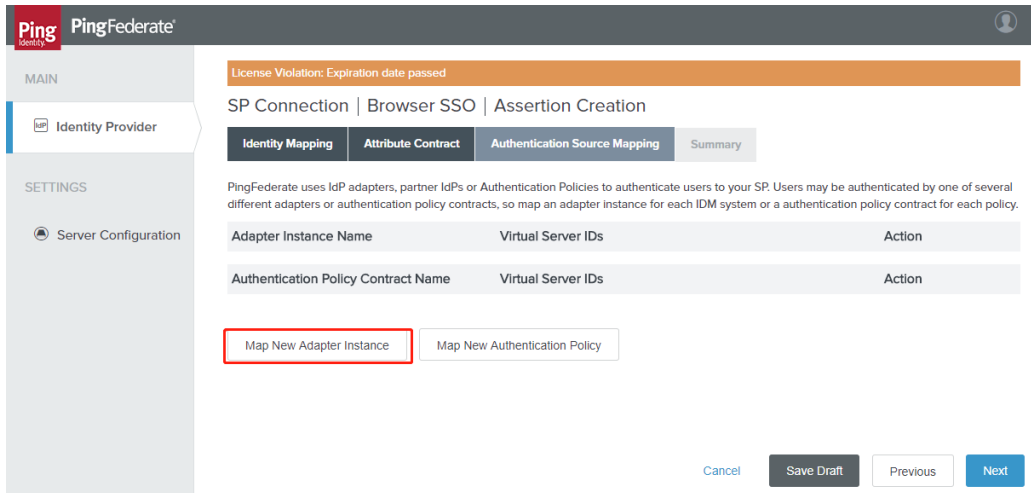 Ping
Identity.
PingFederate®
MAIN
IdP
Identity Provider
SETTINGS
Server Configuration
License Violation: Expiration date passed
SP Connection | Browser SSO | Assertion Creation
Identity Mapping
Attribute Contract
Authentication Source Mapping
Summary
PingFederate uses IdP adapters, partner IdPs or Authentication Policies to authenticate users to your SP. Users may be authenticated by one of several
different adapters or authentication policy contracts, so map an adapter instance for each IDM system or a authentication policy contract for each policy.
Adapter Instance Name Virtual Server IDs Action
Authentication Policy Contract Name Virtual Server IDs Action
Map New Adapter Instance
Map New Authentication Policy
Cancel
Save Draft
Previous
Next